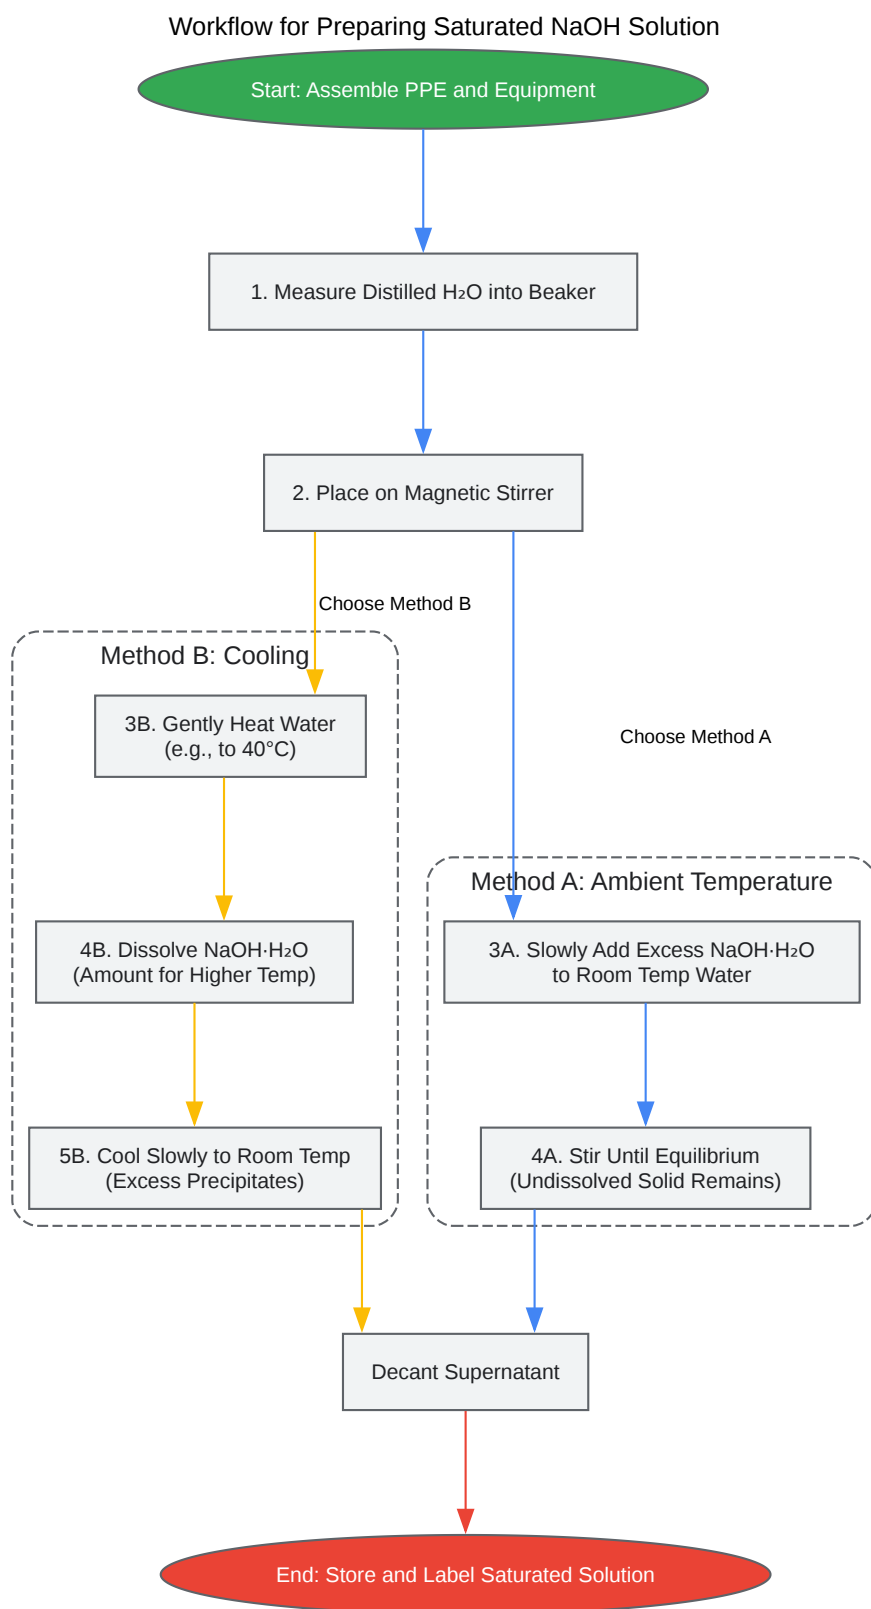 Workflow for Preparing Saturated NaOH Solution
Start: Assemble PPE and Equipment
1. Measure Distilled H₂O into Beaker
2. Place on Magnetic Stirrer
Choose Method B
Method B: Cooling
3B. Gently Heat Water
(e.g., to 40°C)
Choose Method A
Method A: Ambient Temperature
4B. Dissolve NaOH·H₂O
(Amount for Higher Temp)
3A. Slowly Add Excess NaOH·H₂O
to Room Temp Water
5B. Cool Slowly to Room Temp
(Excess Precipitates)
4A. Stir Until Equilibrium
(Undissolved Solid Remains)
Decant Supernatant
End: Store and Label Saturated Solution